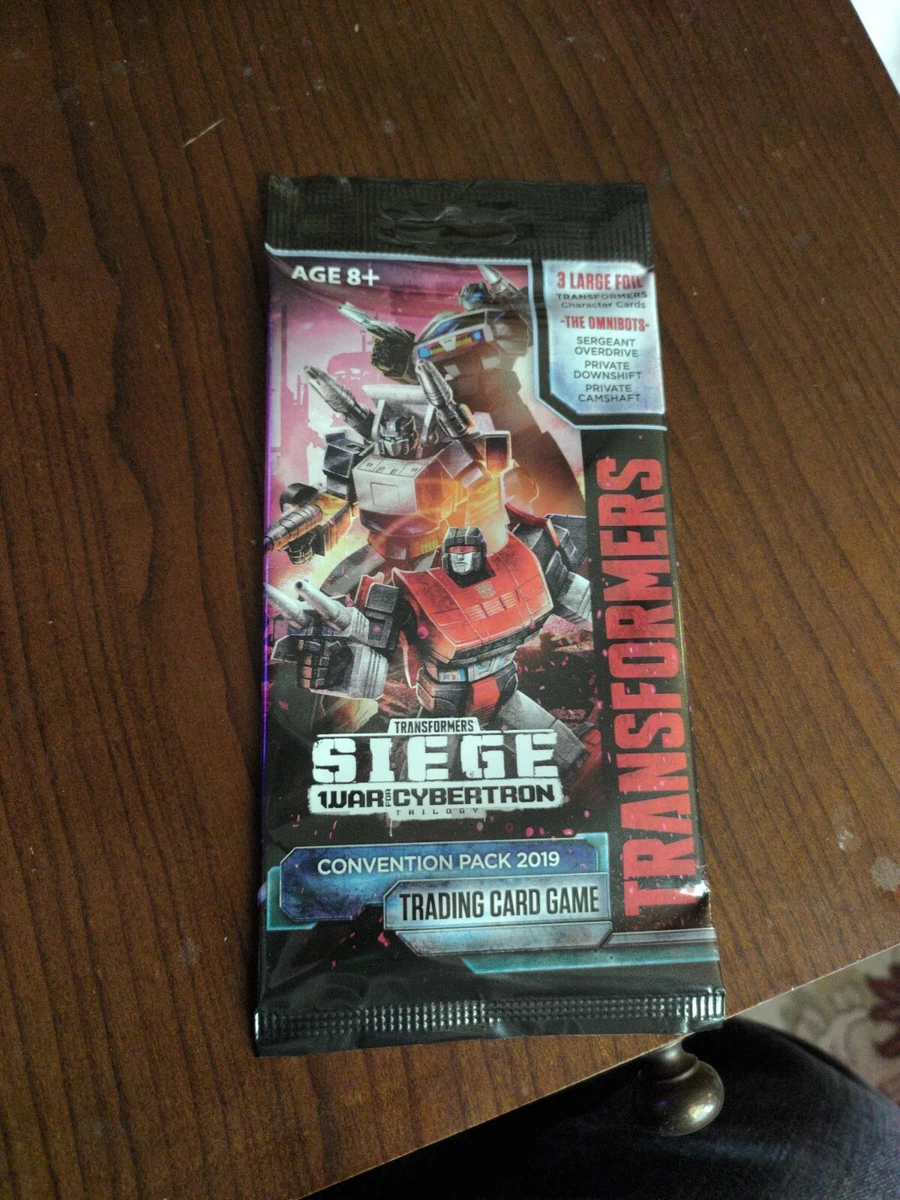 AGE 8+
3 LARGE FOIL
TRANSFORMERS
Character Cards
-THE OMNIBOTS-
SERGEANT
OVERDRIVE
PRIVATE
DOWNSHIFT
PRIVATE
CAMSHAFT
TRANSFORMERS
TRANSFORMERS
SIEGE
WAR FOR CYBERTRON
TRILOGY
CONVENTION PACK 2019
TRADING CARD GAME